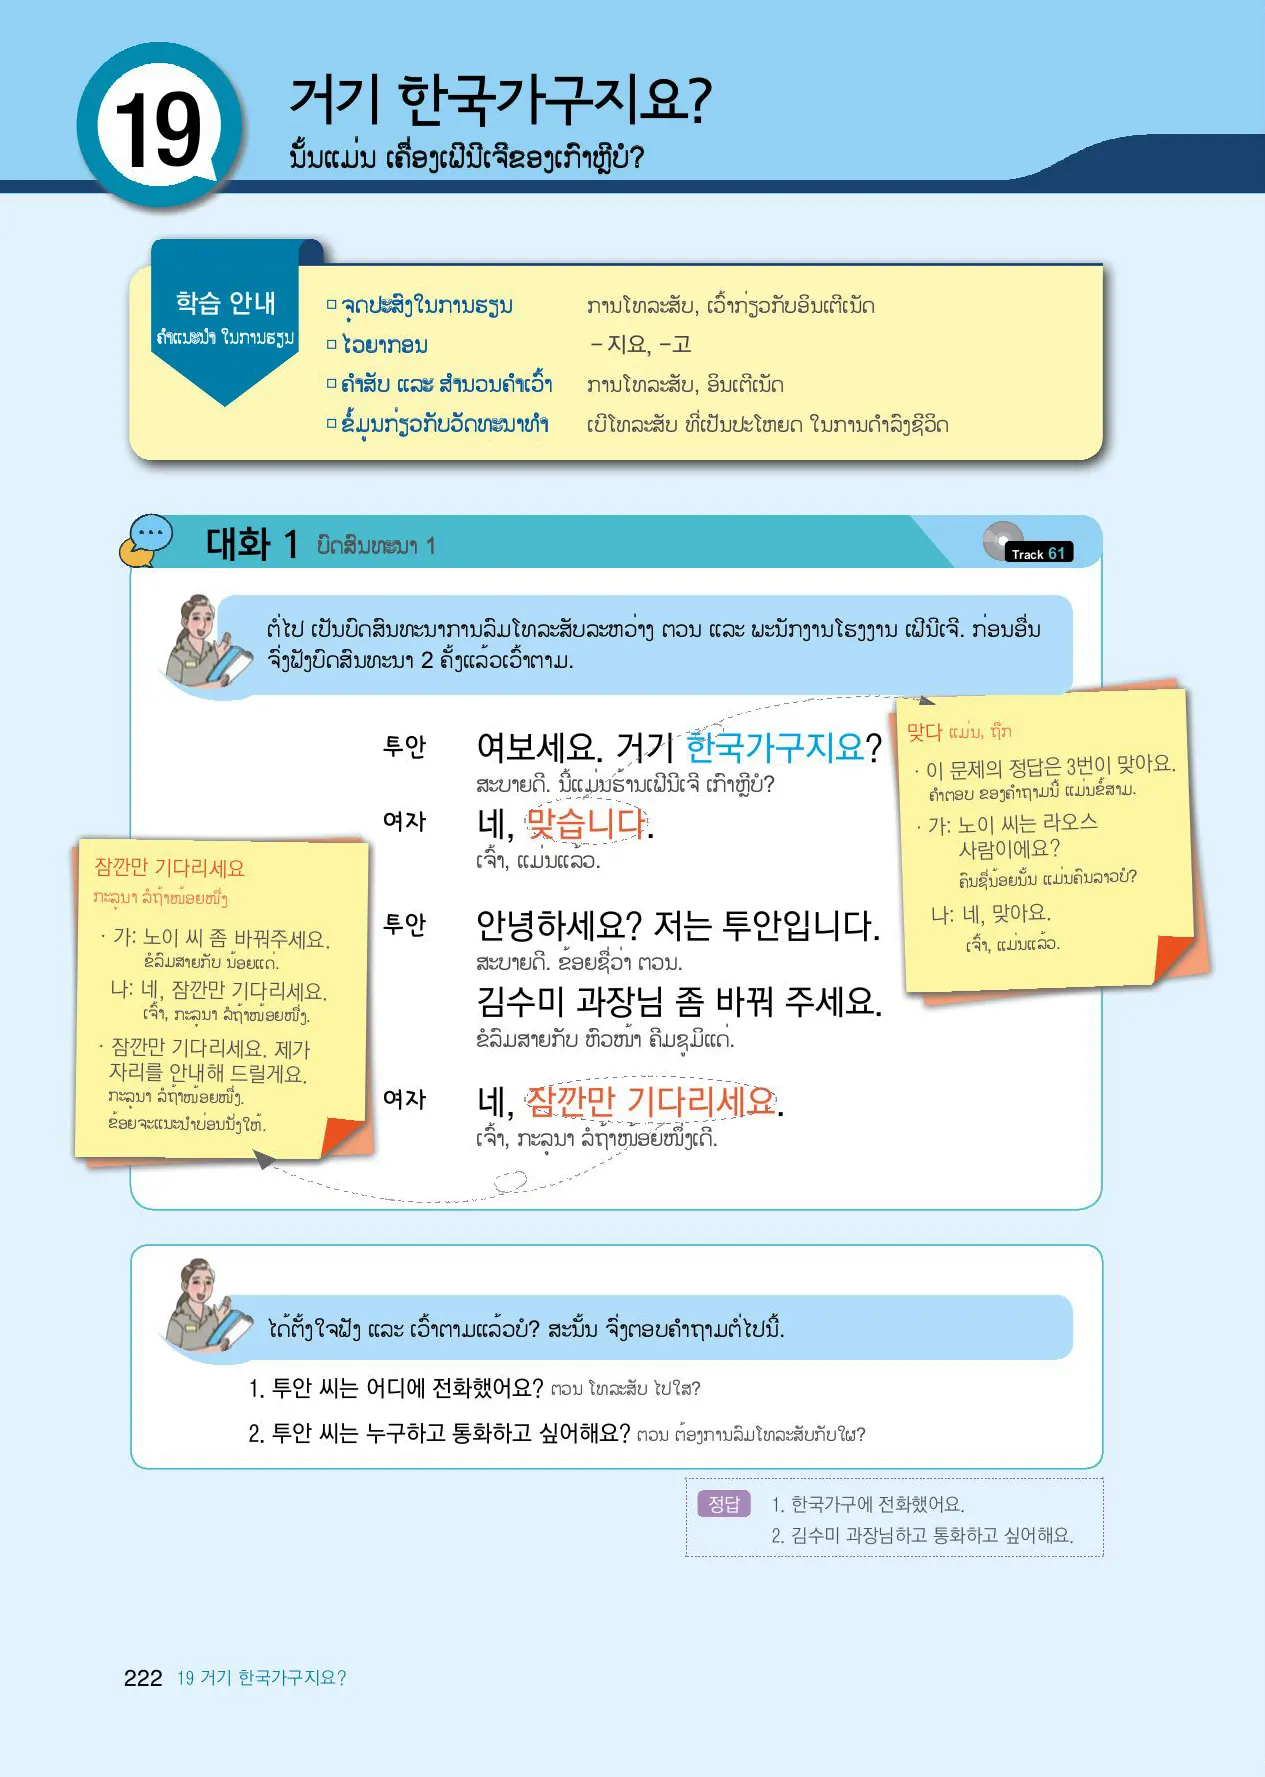 19
거기 한국가구지요?
ນັ້ນແມ່ນ ເຄື່ອງເຟີນີເຈີຂອງເກົາຫຼີບໍ?
학습 안내
ຄຳແນະນຳ ໃນການຮຽນ
□ ຈຸດປະສົງໃນການຮຽນ ການໂທລະສັບ, ເວົ້າກ່ຽວກັບອິນເຕີເນັດ
□ ໄວຍາກອນ –지요, –고
□ ຄຳສັບ ແລະ ສຳນວນຄຳເວົ້າ ການໂທລະສັບ, ອິນເຕີເນັດ
□ ຂໍ້ມູນກ່ຽວກັບວັດທະນາທຳ ເບີໂທລະສັບ ທີ່ເປັນປະໂຫຍດ ໃນການດຳລົງຊີວິດ
대화 1 ບົດສົນທະນາ 1
Track 61
ຕໍ່ໄປ ເປັນບົດສົນທະນາການລົມໂທລະສັບລະຫວ່າງ ຕວນ ແລະ ພະນັກງານໂຮງງານ ເຟີນີເຈີ. ກ່ອນອື່ນ
ຈົ່ງຟັງບົດສົນທະນາ 2 ຄັ້ງແລ້ວເວົ້າຕາມ.
투안 여보세요. 거기 한국가구지요?
ສະບາຍດີ. ນີ້ແມ່ນຮ້ານເຟີນີເຈີ ເກົາຫຼີບໍ?
여자 네, 맞습니다.
ເຈົ້າ, ແມ່ນແລ້ວ.
투안 안녕하세요? 저는 투안입니다.
ສະບາຍດີ. ຂ້ອຍຊື່ວ່າ ຕວນ.
김수미 과장님 좀 바꿔 주세요.
ຂໍລົມສາຍກັບ ຫົວໜ້າ ຄີມຊູມິແດ່.
여자 네, 잠깐만 기다리세요.
ເຈົ້າ, ກະລຸນາ ລໍຖ້າໜ້ອຍໜຶ່ງເດີ.
맞다 ແມ່ນ, ຖືກ
· 이 문제의 정답은 3번이 맞아요.
ຄຳຕອບ ຂອງຄຳຖາມນີ້ ແມ່ນຂໍ້ສາມ.
· 가: 노이 씨는 라오스
사람이에요?
ຄົນຊື່ນ້ອຍນັ້ນ ແມ່ນຄົນລາວບໍ?
나: 네, 맞아요.
ເຈົ້າ, ແມ່ນແລ້ວ.
잠깐만 기다리세요
ກະລຸນາ ລໍຖ້າໜ້ອຍໜຶ່ງ
· 가: 노이 씨 좀 바꿔주세요.
ຂໍລົມສາຍກັບ ນ້ອຍແດ່.
나: 네, 잠깐만 기다리세요.
ເຈົ້າ, ກະລຸນາ ລໍຖ້າໜ້ອຍໜຶ່ງ.
· 잠깐만 기다리세요. 제가
자리를 안내해 드릴게요.
ກະລຸນາ ລໍຖ້າໜ້ອຍໜຶ່ງ.
ຂ້ອຍຈະແນະນຳບ່ອນນັ່ງໃຫ້.
ໄດ້ຕັ້ງໃຈຟັງ ແລະ ເວົ້າຕາມແລ້ວບໍ? ສະນັ້ນ ຈົ່ງຕອບຄຳຖາມຕໍ່ໄປນີ້.
1. 투안 씨는 어디에 전화했어요? ຕວນ ໂທລະສັບ ໄປໃສ?
2. 투안 씨는 누구하고 통화하고 싶어해요? ຕວນ ຕ້ອງການລົມໂທລະສັບກັບໃຜ?
정답 1. 한국가구에 전화했어요.
2. 김수미 과장님하고 통화하고 싶어해요.
222 19 거기 한국가구지요?